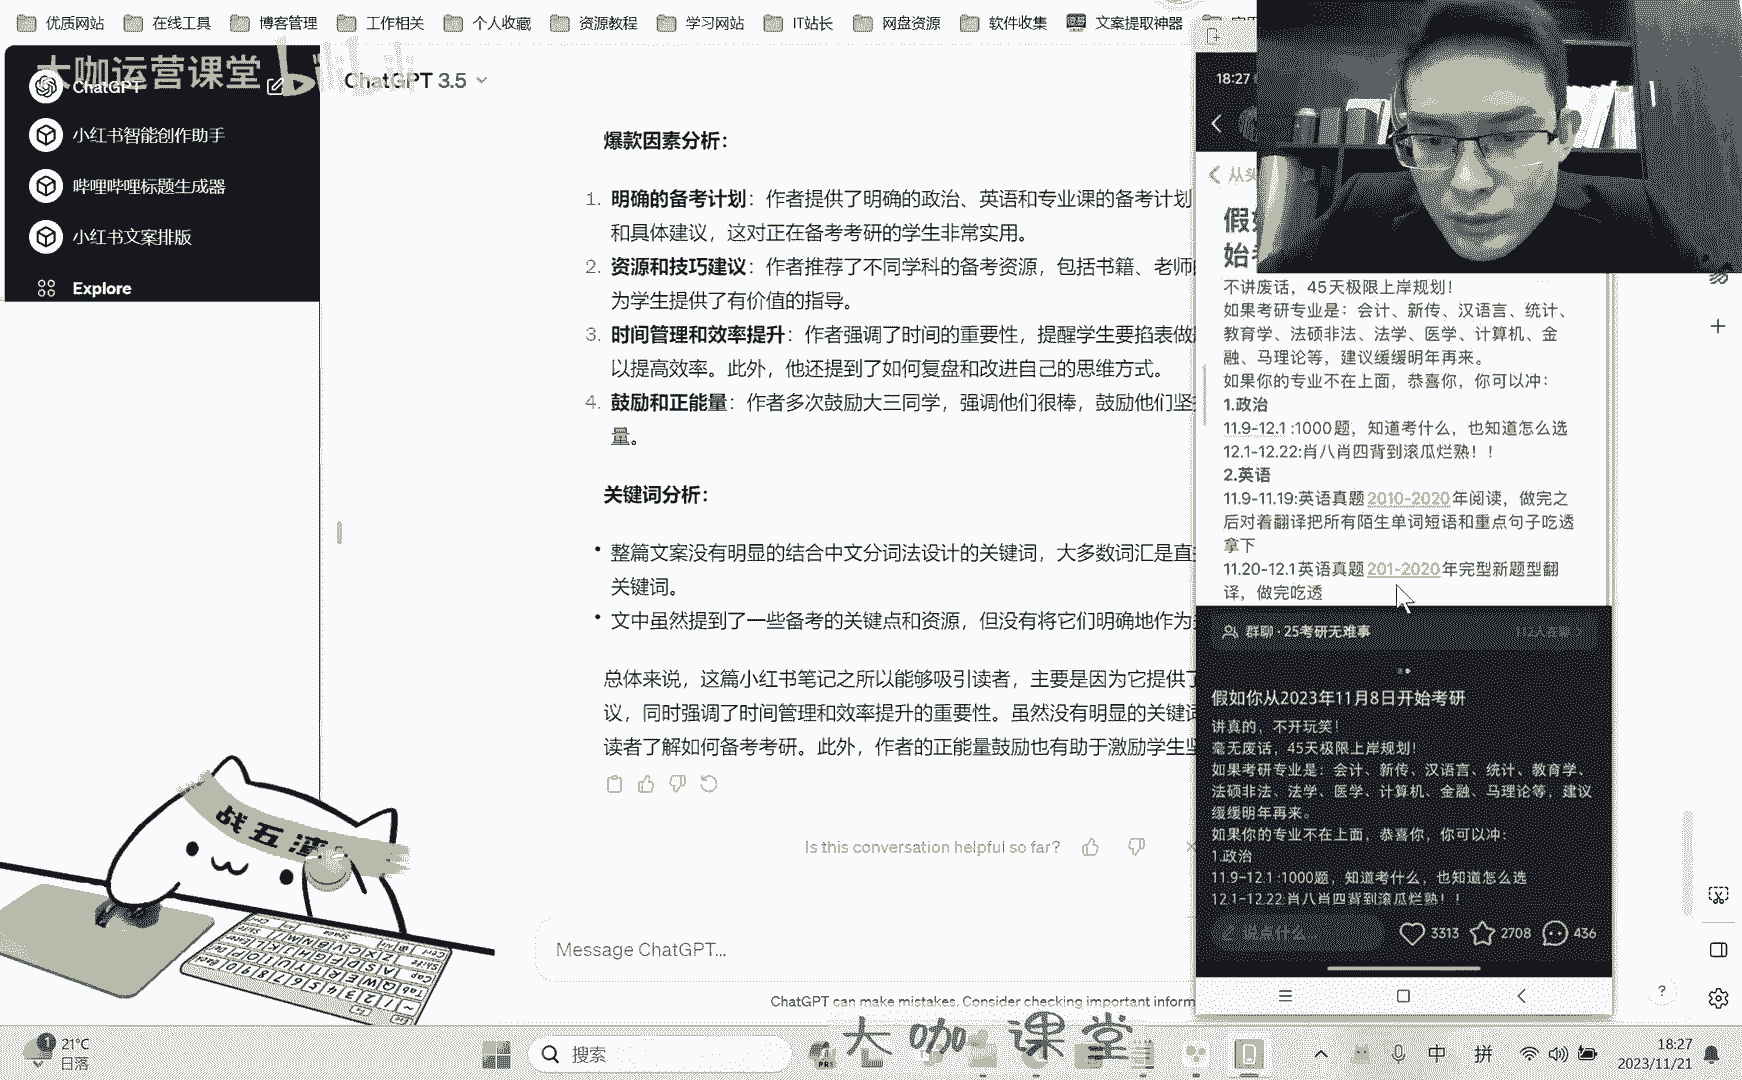 优质网站
在线工具
博客管理
工作相关
个人收藏
资源教程
学习网站
IT站长
网盘资源
软件收集
文案提取神器
大咖运营课堂
ChatGPT
小红书智能创作助手
哔哩哔哩标题生成器
小红书文案排版
Explore
ChatGPT 3.5
爆款因素分析：
1. 明确的备考计划：作者提供了明确的政治、英语和专业课的备考计划
和具体建议，这对正在备考考研的学生非常实用。
2. 资源和技巧建议：作者推荐了不同学科的备考资源，包括书籍、老师
为学生提供了有价值的指导。
3. 时间管理和效率提升：作者强调了时间的重要性，提醒学生要掐表做
以提高效率。此外，他还提到了如何复盘和改进自己的思维方式。
4. 鼓励和正能量：作者多次鼓励大三同学，强调他们很棒，鼓励他们坚
量。
关键词分析：
• 整篇文案没有明显的结合中文分词法设计的关键词，大多数词汇是直
关键词。
• 文中虽然提到了一些备考的关键点和资源，但没有将它们明确地作为
总体来说，这篇小红书笔记之所以能够吸引读者，主要是因为它提供了
议，同时强调了时间管理和效率提升的重要性。虽然没有明显的关键词
读者了解如何备考考研。此外，作者的正能量鼓励也有助于激励学生坚
Is this conversation helpful so far?
Message ChatGPT...
ChatGPT can make mistakes. Consider checking important inform
18:27
从头
假
始
不讲废话，45天极限上岸规划！
如果考研专业是：会计、新传、汉语言、统计、
教育学、法硕非法、法学、医学、计算机、金
融、马理论等，建议缓缓明年再来。
如果你的专业不在上面，恭喜你，你可以冲：
1.政治
11.9-12.1 :1000题，知道考什么，也知道怎么选
12.1-12.22:肖八肖四背到滚瓜烂熟！！
2.英语
11.9-11.19:英语真题2010-2020年阅读，做完之
后对着翻译把所有陌生单词短语和重点句子吃透
拿下
11.20-12.1英语真题201-2020年完型新题型翻
译，做完吃透
群聊·25考研无难事
112人在聊
假如你从2023年11月8日开始考研
讲真的，不开玩笑！
毫无废话，45天极限上岸规划！
如果考研专业是：会计、新传、汉语言、统计、教育学、
法硕非法、法学、医学、计算机、金融、马理论等，建议
缓缓明年再来。
如果你的专业不在上面，恭喜你，你可以冲：
1.政治
11.9-12.1 :1000题，知道考什么，也知道怎么选
12.1-12.22:肖八肖四背到滚瓜烂熟！！
说点什么...
3313
2708
436
战五渣
大咖课堂
1
21°C
日落
搜索
中
拼
18:27
2023/11/21